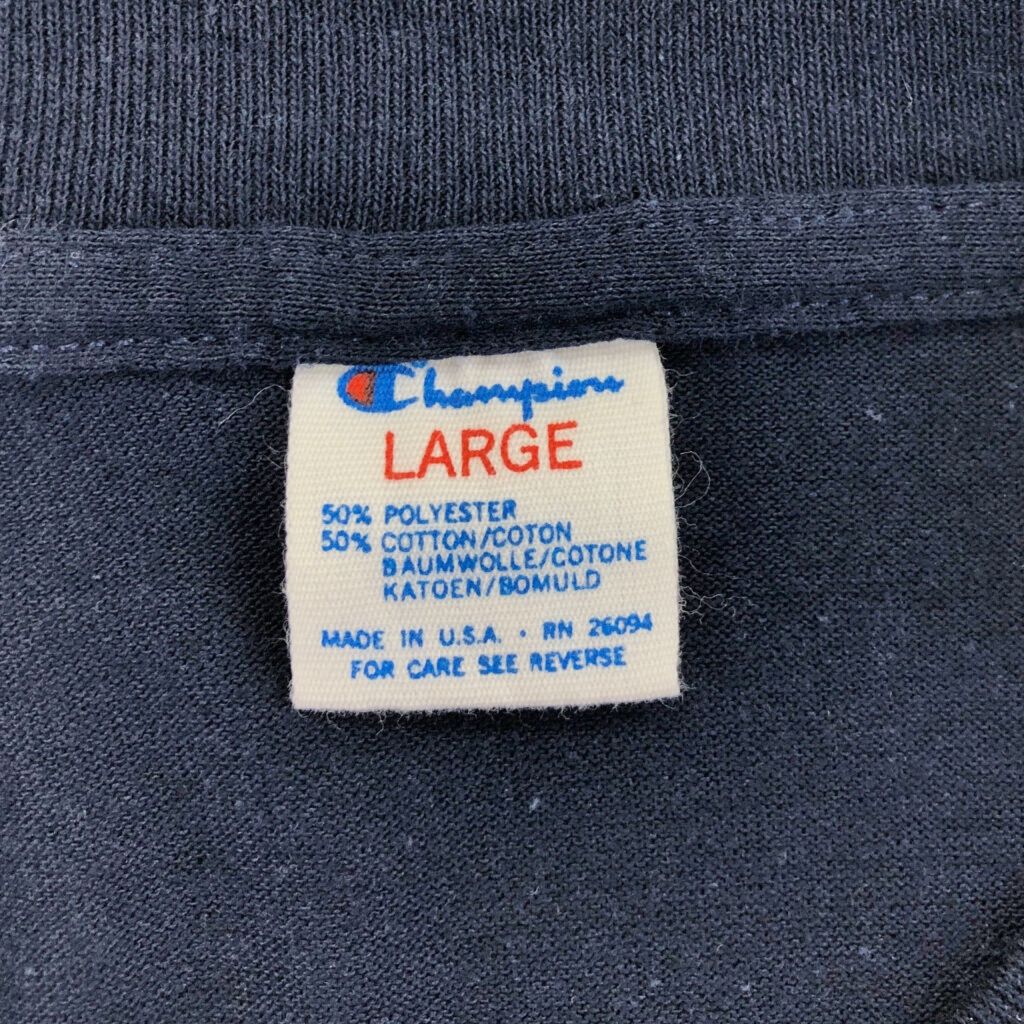 Champion
LARGE
50% POLYESTER
50% COTTON/COTON
BAUMWOLLE/COTONE
KATOEN/BOMULD
MADE IN U.S.A. • RN 26094
FOR CARE SEE REVERSE